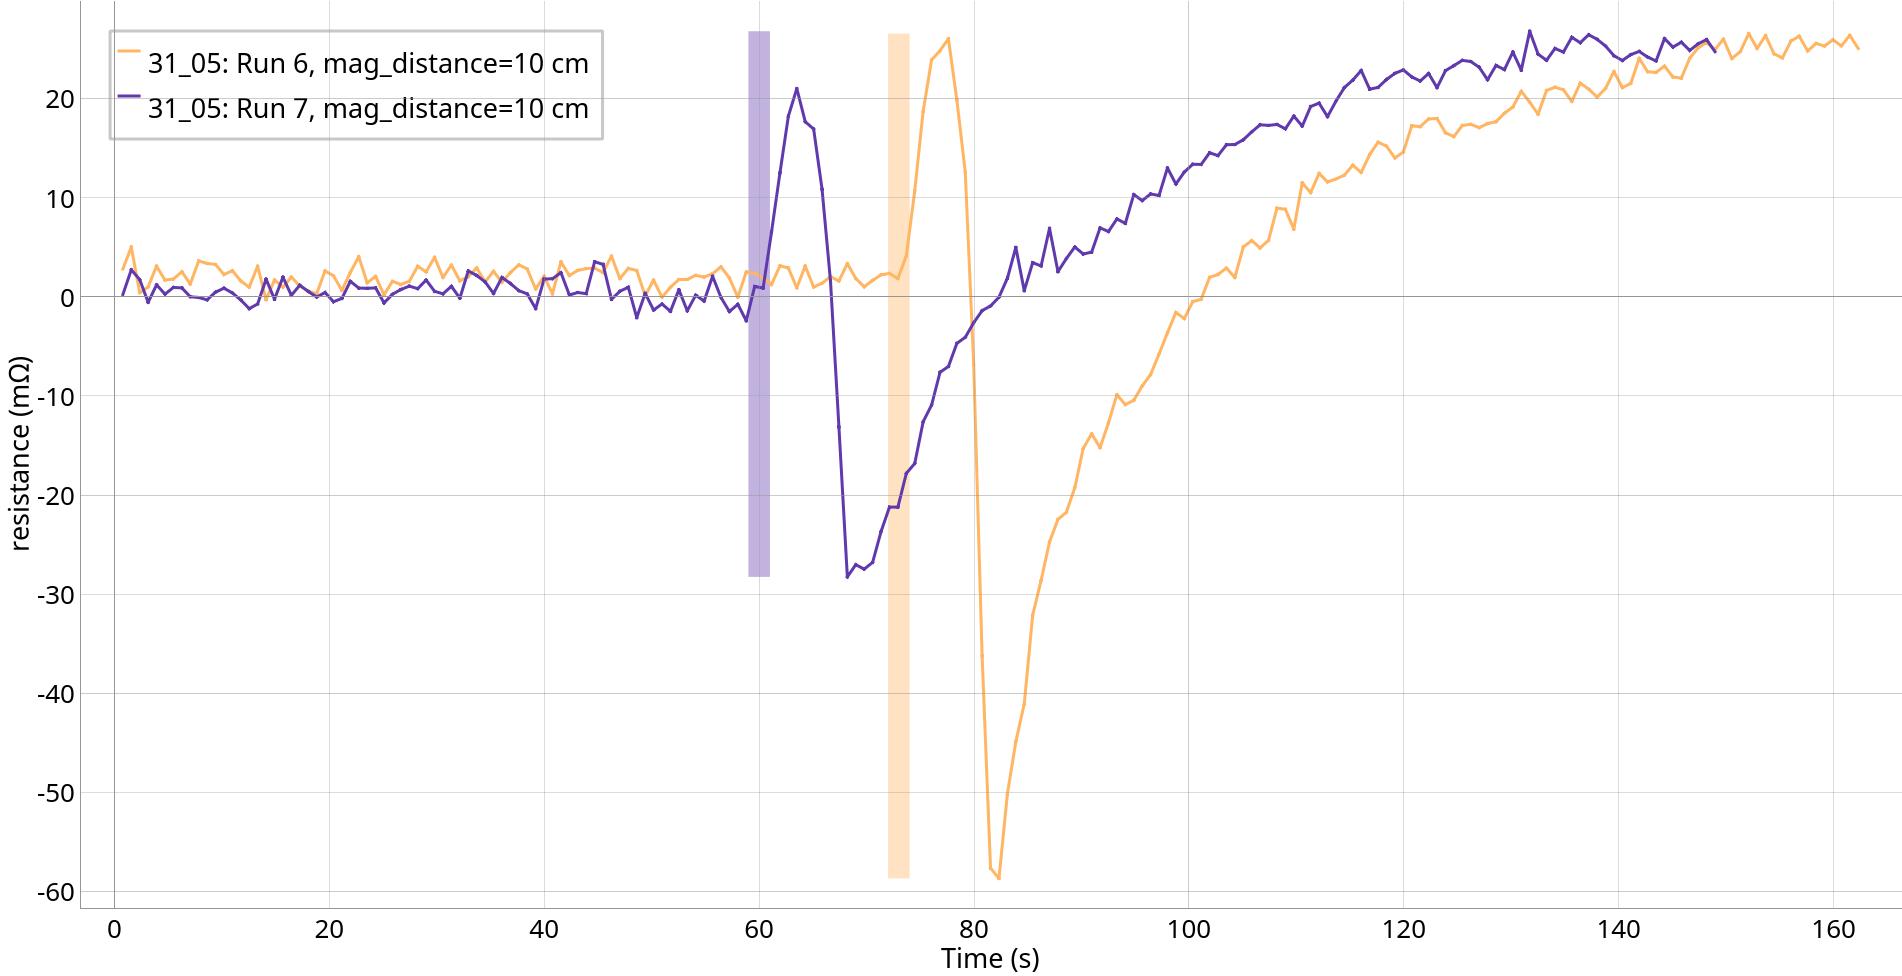 31_05: Run 6, mag_distance=10 cm
31_05: Run 7, mag_distance=10 cm
20
10
0
-10
-20
-30
-40
-50
-60
resistance (mΩ)
0 20 40 60 80 100 120 140 160
Time (s)